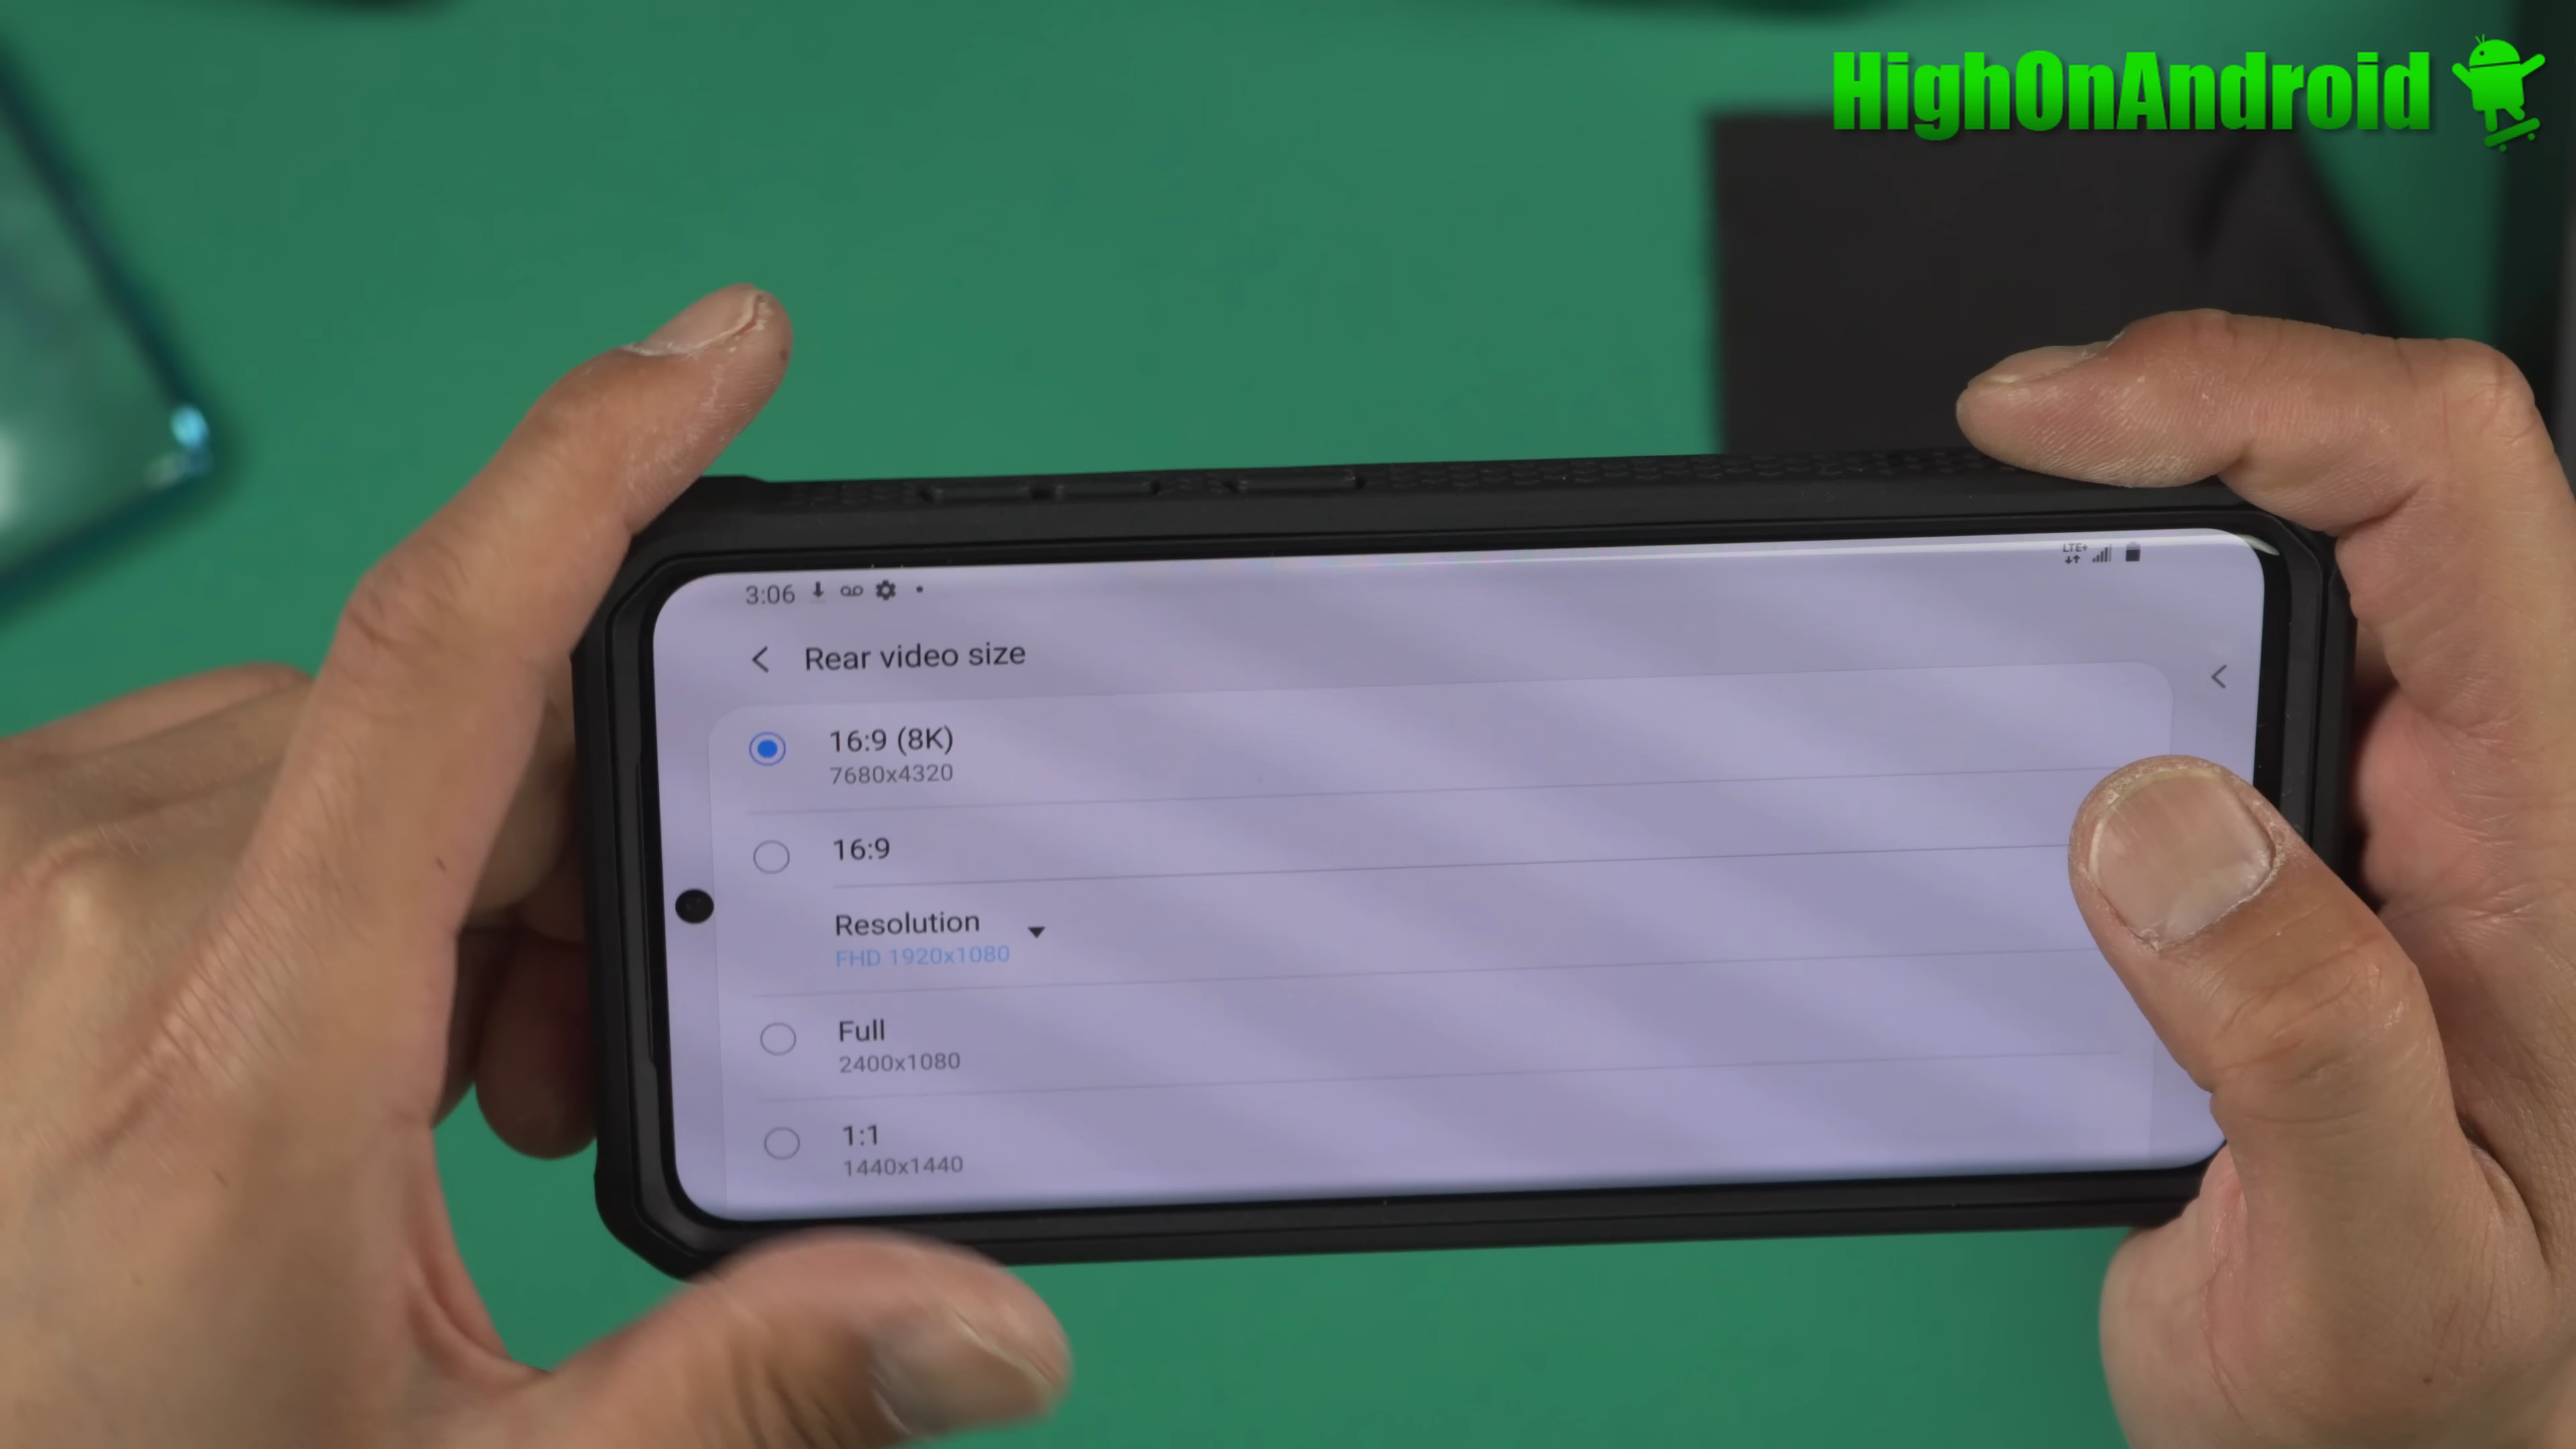 HighOnAndroid
LTE+
3:06
Rear video size
16:9 (8K)
7680x4320
16:9
Resolution
FHD 1920x1080
Full
2400x1080
1:1
1440x1440